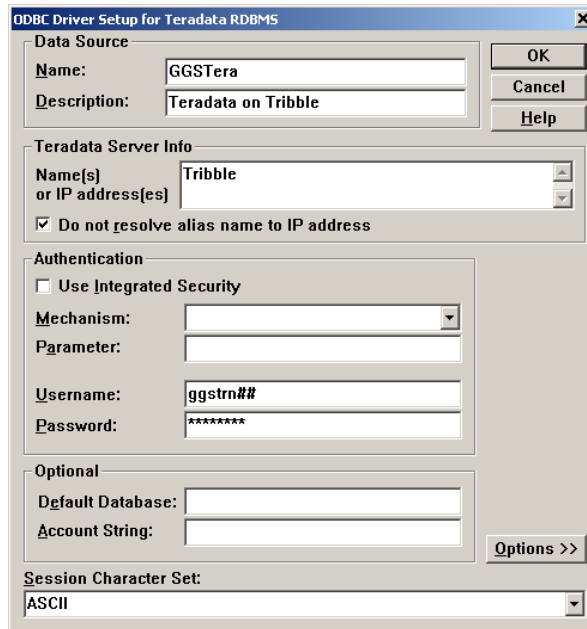 ODBC Driver Setup for Teradata RDBMS
Data Source
Name: GGSTera
Description: Teradata on Tribble
OK
Cancel
Help
Teradata Server Info
Name(s)
or IP address(es)
Tribble
Do not resolve alias name to IP address
Authentication
Use Integrated Security
Mechanism:
Parameter:
Username: ggstrn##
Password: ********
Optional
Default Database:
Account String:
Options >>
Session Character Set:
ASCII